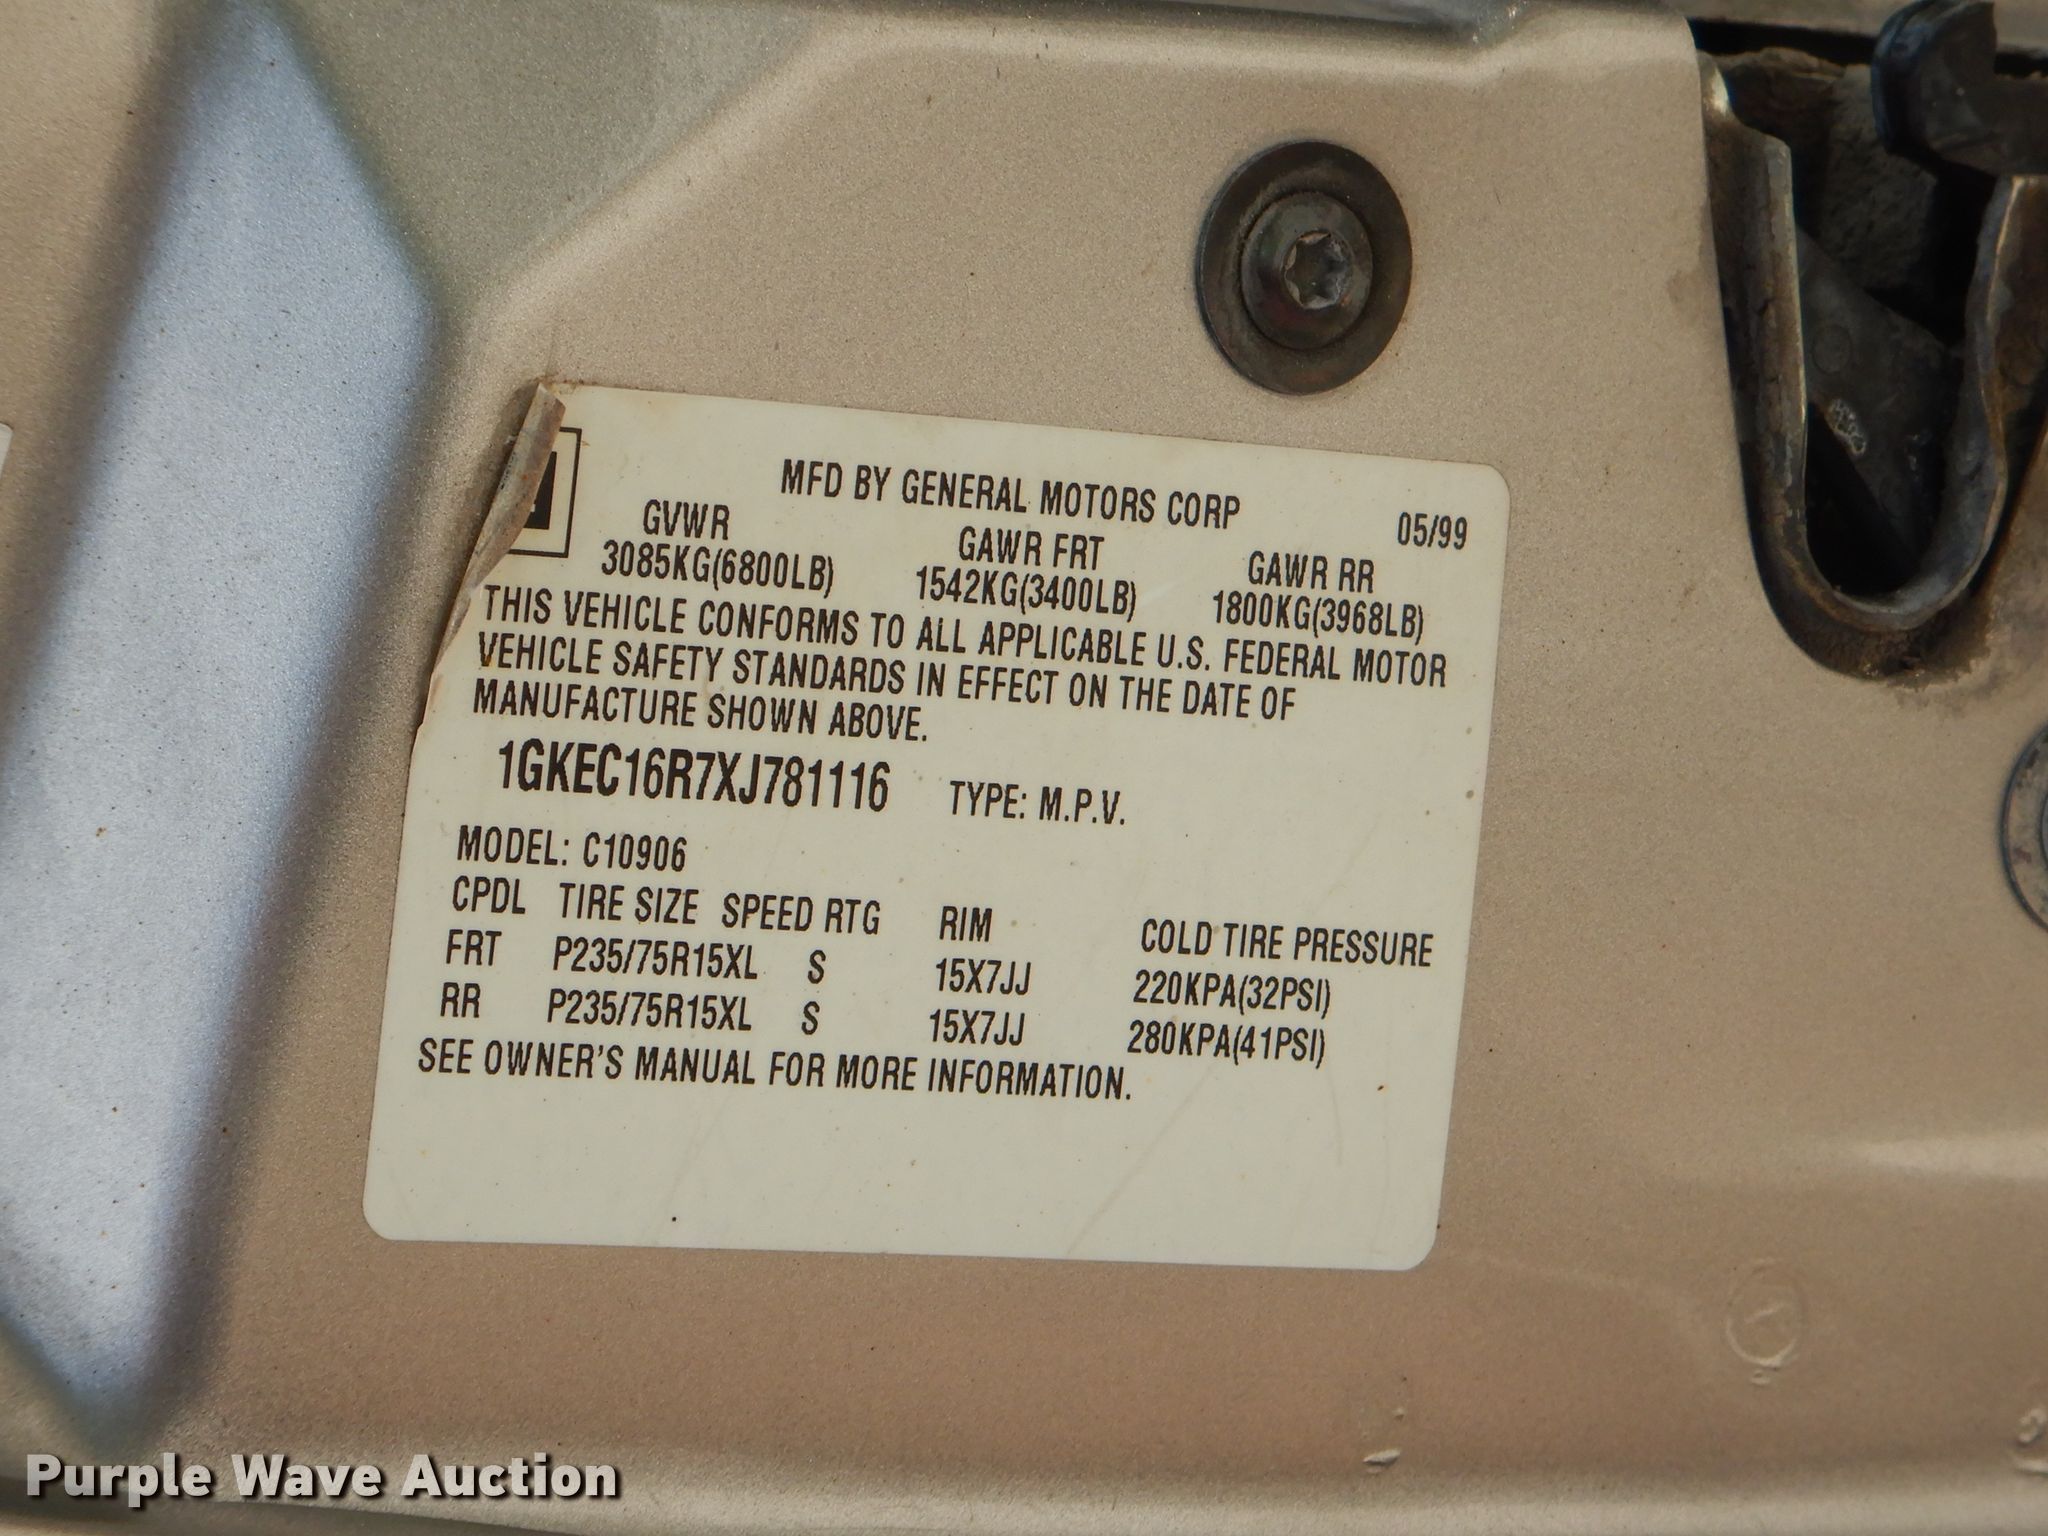 MFD BY GENERAL MOTORS CORP 05/99
GVWR GAWR FRT GAWR RR
3085KG(6800LB) 1542KG(3400LB) 1800KG(3968LB)
THIS VEHICLE CONFORMS TO ALL APPLICABLE U.S. FEDERAL MOTOR
VEHICLE SAFETY STANDARDS IN EFFECT ON THE DATE OF
MANUFACTURE SHOWN ABOVE.
1GKEC16R7XJ781116 TYPE: M.P.V.
MODEL: C10906
CPDL TIRE SIZE SPEED RTG RIM COLD TIRE PRESSURE
FRT P235/75R15XL S 15X7JJ 220KPA(32PSI)
RR P235/75R15XL S 15X7JJ 280KPA(41PSI)
SEE OWNER'S MANUAL FOR MORE INFORMATION.
Purple Wave Auction